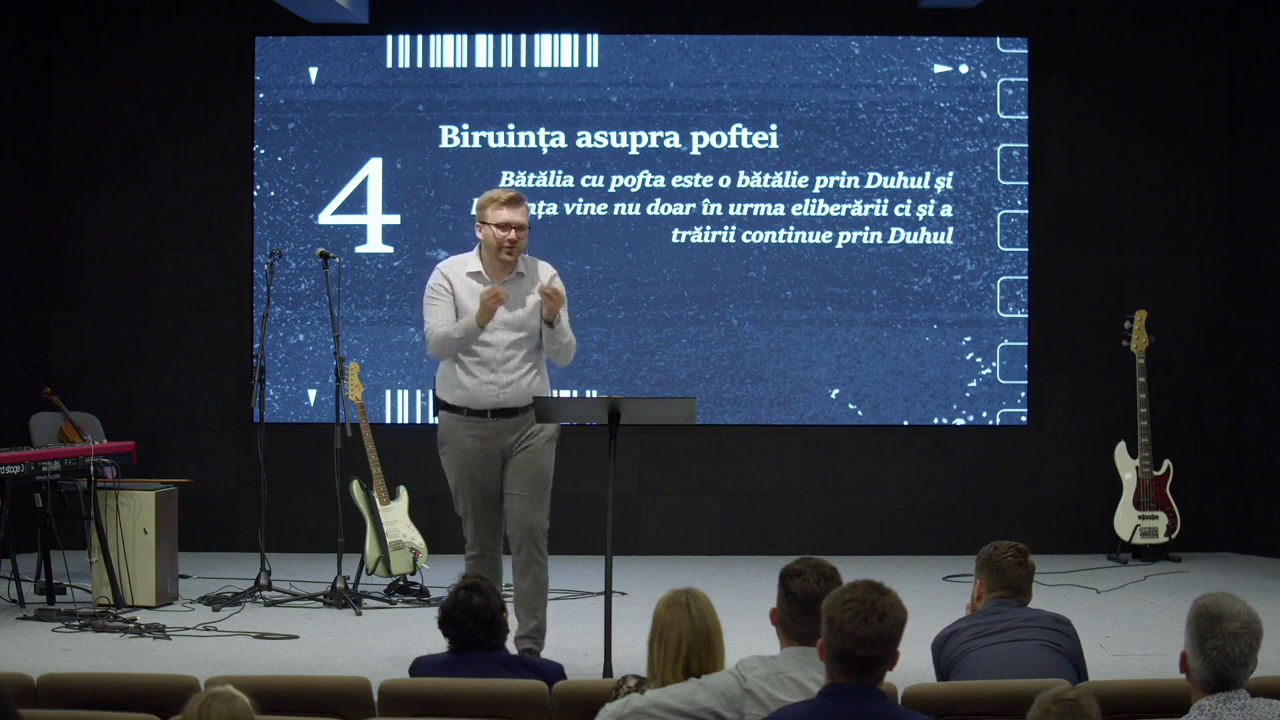 Biruința asupra poftei
4
Bătălia cu pofta este o bătălie prin Duhul și
vine nu doar în urma eliberării ci și a
trăirii continue prin Duhul
stage 3